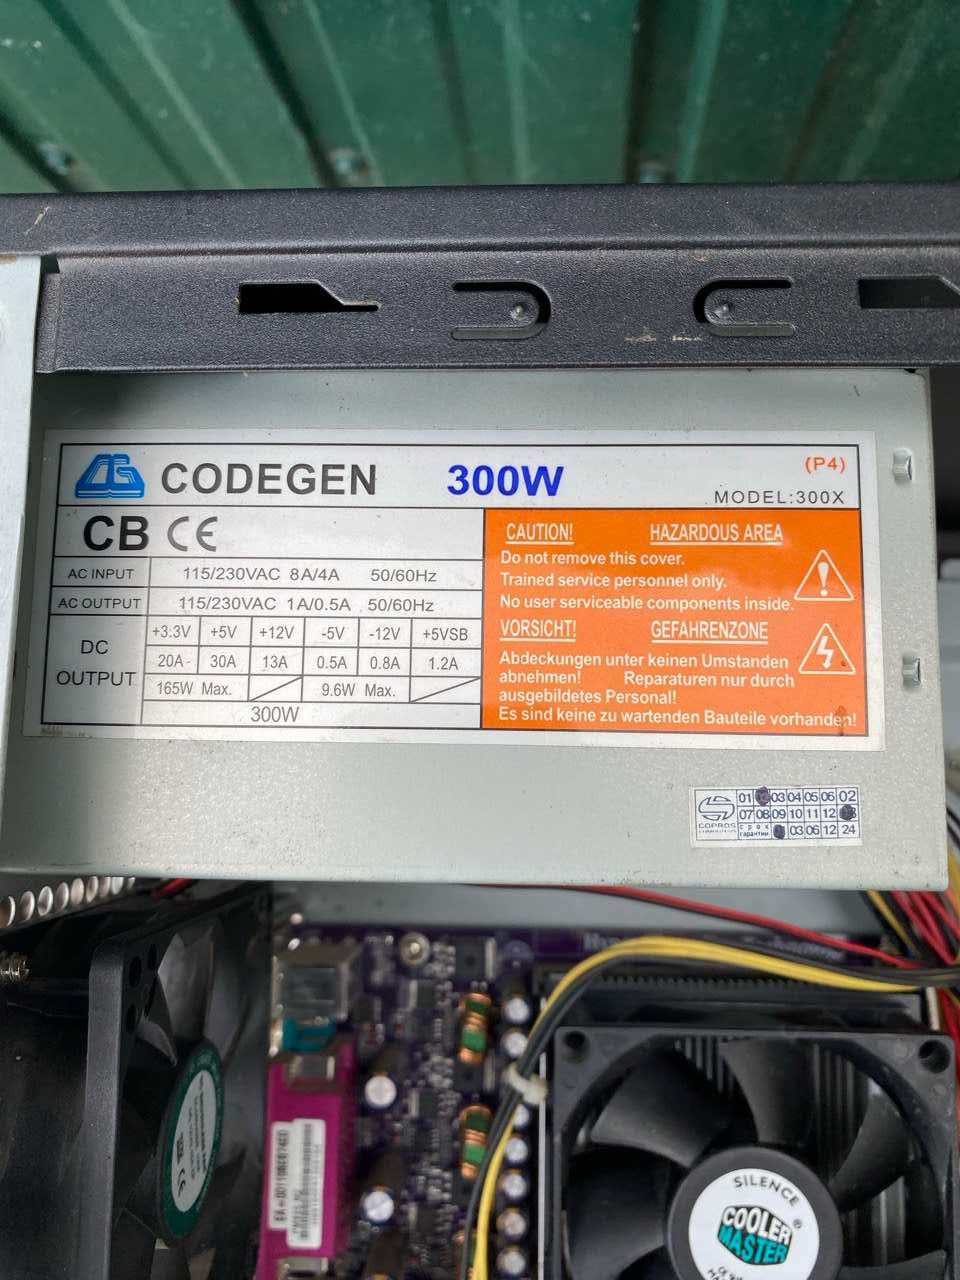 CODEGEN 300W (P4)
MODEL:300X
CB CE
AC INPUT 115/230VAC 8A/4A 50/60Hz
AC OUTPUT 115/230VAC 1A/0.5A 50/60Hz
DC OUTPUT
+3.3V +5V +12V -5V -12V +5VSB
20A 30A 13A 0.5A 0.8A 1.2A
165W Max. 9.6W Max.
300W
CAUTION! HAZARDOUS AREA
Do not remove this cover.
Trained service personnel only.
No user serviceable components inside.
VORSICHT! GEFAHRENZONE
Abdeckungen unter keinen Umstanden
abnehmen! Reparaturen nur durch
ausgebildetes Personal!
Es sind keine zu wartenden Bauteile vorhanden!
01 03 04 05 06 02
07 08 09 10 11 12
COPROS
срок
гарантии 03 06 12 24
SILENCE
COOLER
MASTER